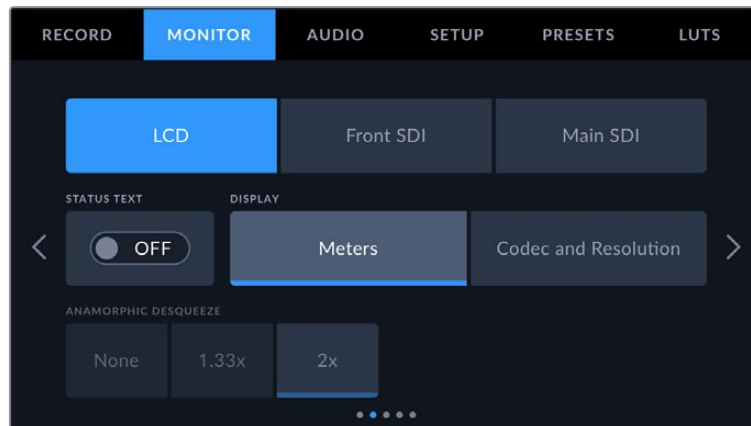 RECORD MONITOR AUDIO SETUP PRESETS LUTS
LCD Front SDI Main SDI
STATUS TEXT DISPLAY
OFF Meters Codec and Resolution
ANAMORPHIC DESQUEEZE
None 1.33x 2x